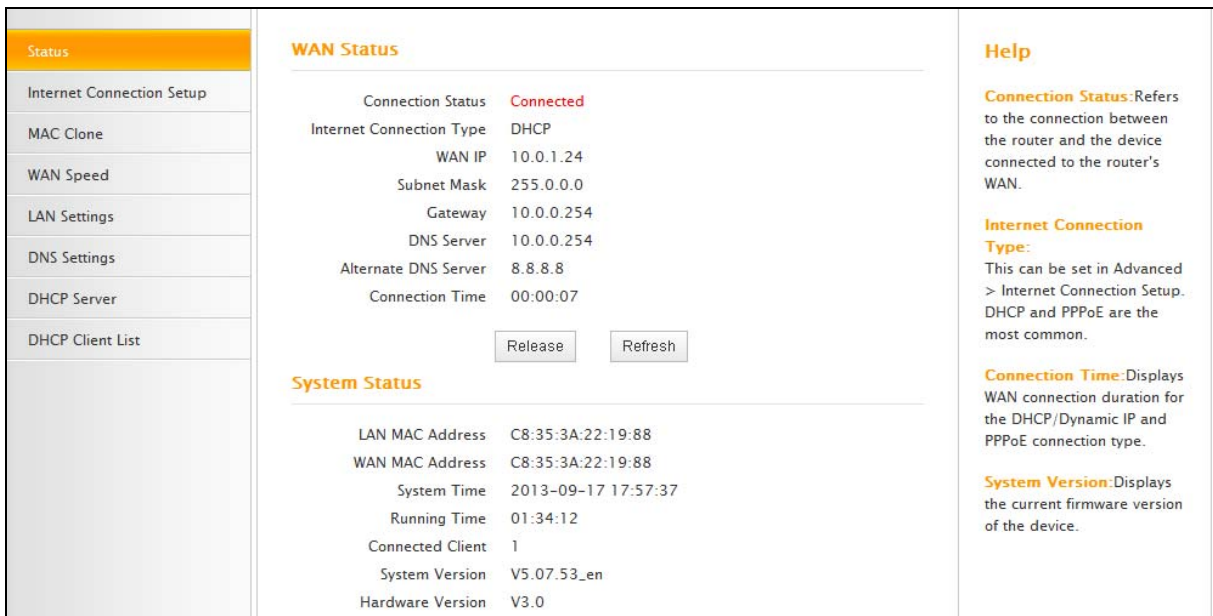 Status
Internet Connection Setup
MAC Clone
WAN Speed
LAN Settings
DNS Settings
DHCP Server
DHCP Client List
WAN Status
Connection Status Connected
Internet Connection Type DHCP
WAN IP 10.0.1.24
Subnet Mask 255.0.0.0
Gateway 10.0.0.254
DNS Server 10.0.0.254
Alternate DNS Server 8.8.8.8
Connection Time 00:00:07
Release Refresh
System Status
LAN MAC Address C8:35:3A:22:19:88
WAN MAC Address C8:35:3A:22:19:88
System Time 2013-09-17 17:57:37
Running Time 01:34:12
Connected Client 1
System Version V5.07.53_en
Hardware Version V3.0
Help
Connection Status:Refers
to the connection between
the router and the device
connected to the router's
WAN.
Internet Connection
Type:
This can be set in Advanced
> Internet Connection Setup.
DHCP and PPPoE are the
most common.
Connection Time:Displays
WAN connection duration for
the DHCP/Dynamic IP and
PPPoE connection type.
System Version:Displays
the current firmware version
of the device.